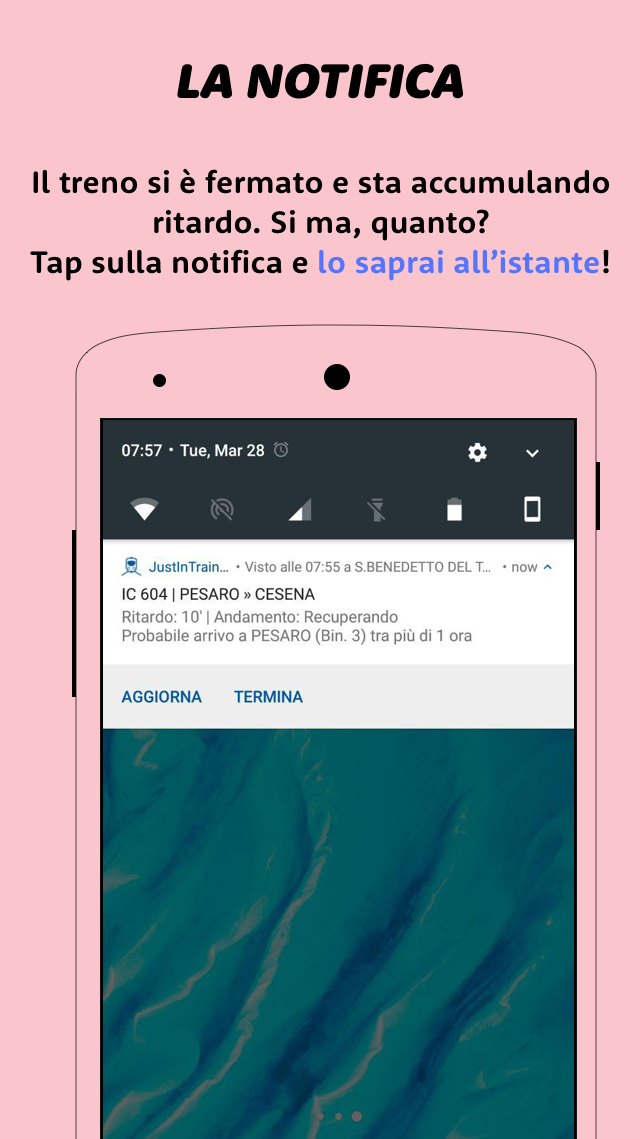 LA NOTIFICA
Il treno si è fermato e sta accumulando
ritardo. Si ma, quanto?
Tap sulla notifica e lo saprai all’istante!
07:57 • Tue, Mar 28
JustInTrain... • Visto alle 07:55 a S.BENEDETTO DEL T... • now
IC 604 | PESARO » CESENA
Ritardo: 10' | Andamento: Recuperando
Probabile arrivo a PESARO (Bin. 3) tra più di 1 ora
AGGIORNA TERMINA